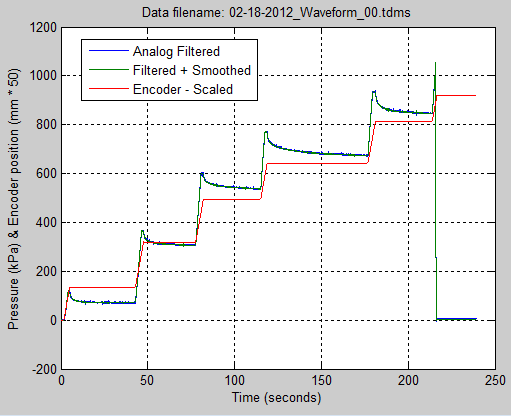 Data filename: 02-18-2012_Waveform_00.tdms
Pressure (kPa) & Encoder position (mm * 50)
1200
1000
800
600
400
200
0
-200
Analog Filtered
Filtered + Smoothed
Encoder - Scaled
0 50 100 150 200 250
Time (seconds)